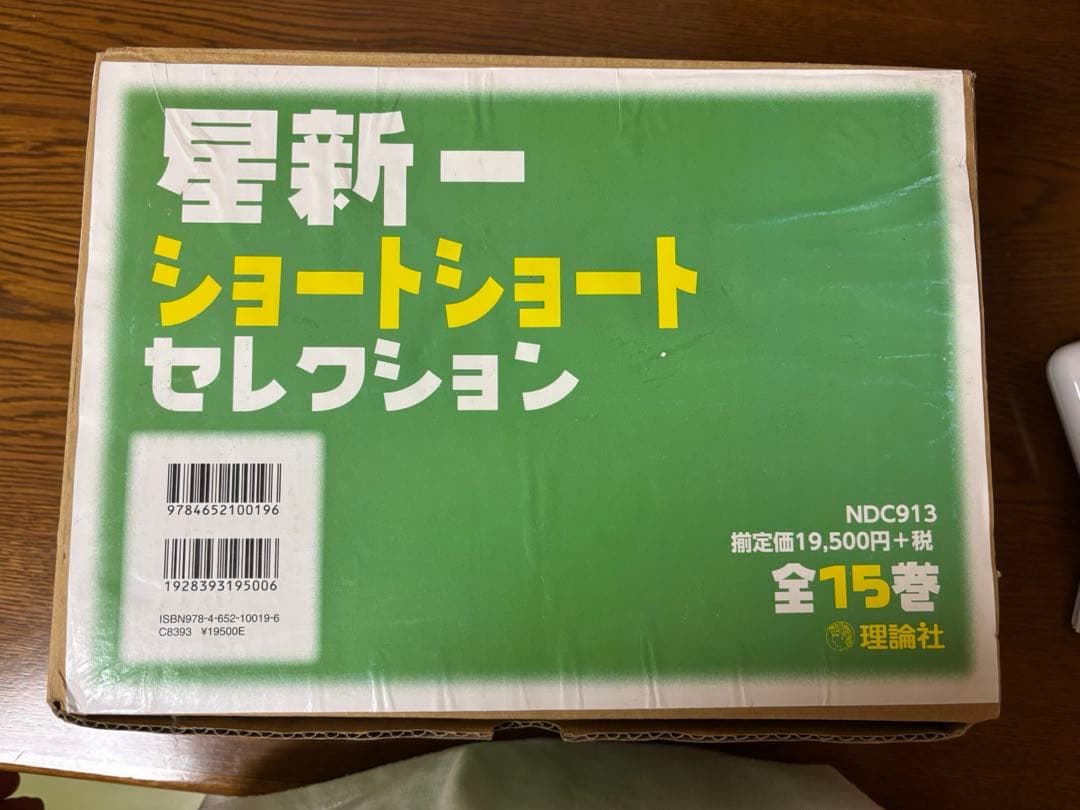 星新一
ショートショート
セレクション
9784652100196
1928393195006
ISBN978-4-652-10019-6
C8393 ¥19500E
NDC913
揃定価19,500円+税
全15巻
理論社